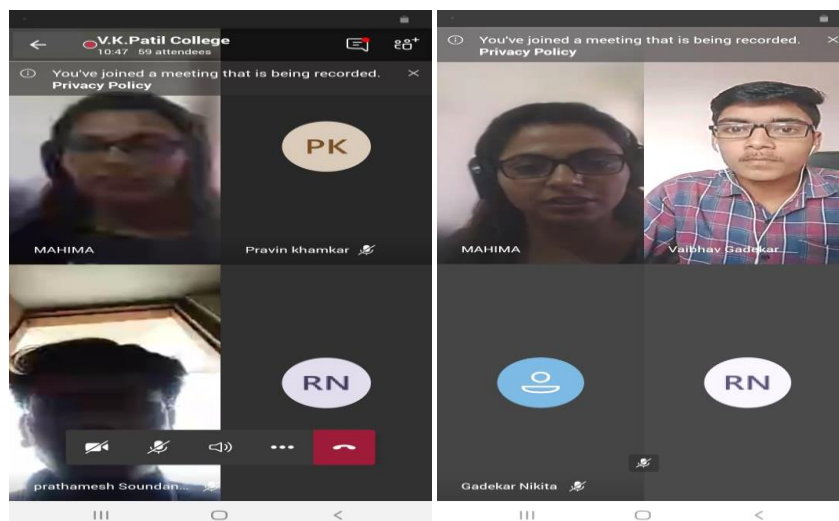 V.K.Patil College
10:47 59 attendees
You've joined a meeting that is being recorded.
Privacy Policy
PK
MAHIMA
Pravin khamkar
RN
prathamesh Soundan...
You've joined a meeting that is being recorded.
Privacy Policy
MAHIMA
Vaibhav Gadekar
RN
Gadekar Nikita